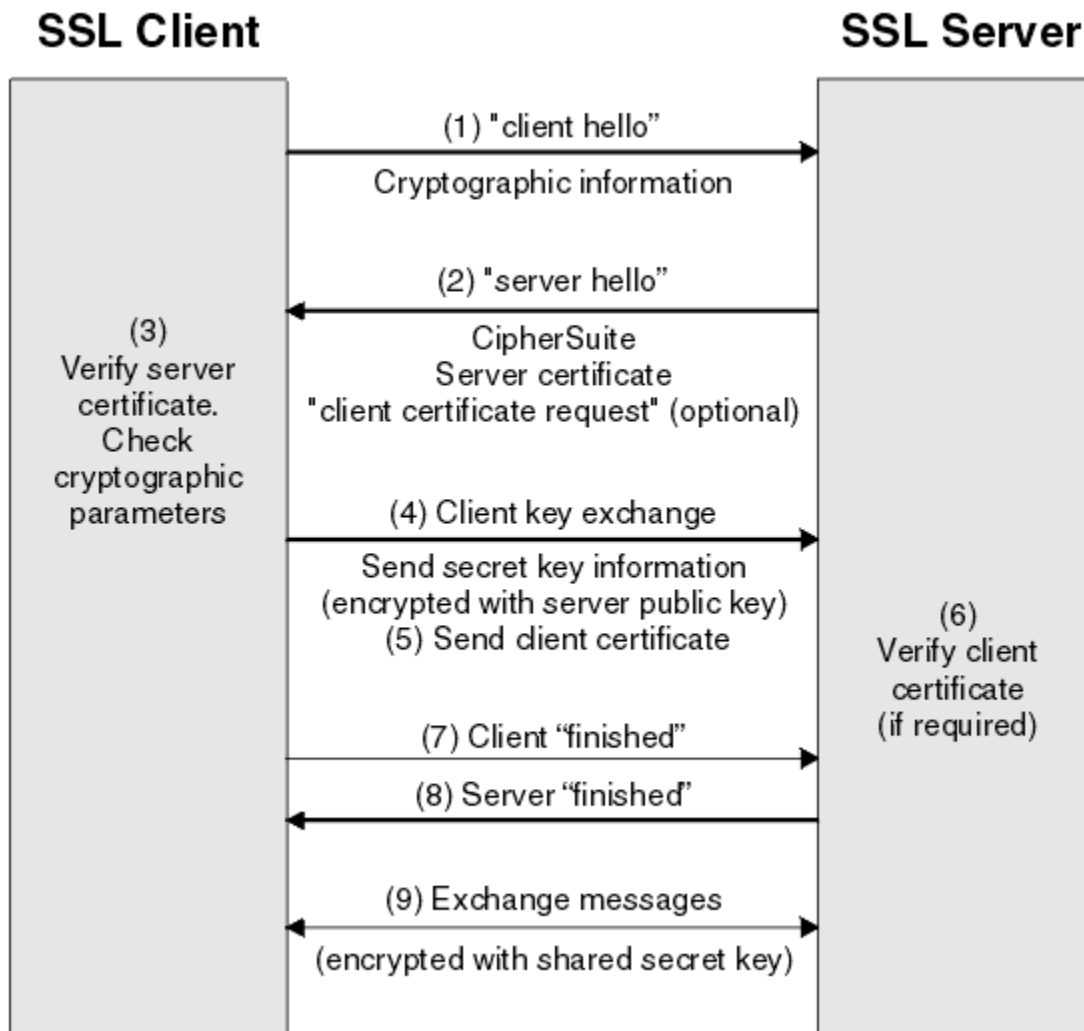 SSL Client
SSL Server
(1) "client hello”
Cryptographic information
(2) "server hello”
CipherSuite
Server certificate
"client certificate request" (optional)
(3)
Verify server
certificate.
Check
cryptographic
parameters
(4) Client key exchange
Send secret key information
(encrypted with server public key)
(5) Send client certificate
(6)
Verify client
certificate
(if required)
(7) Client “finished”
(8) Server “finished”
(9) Exchange messages
(encrypted with shared secret key)